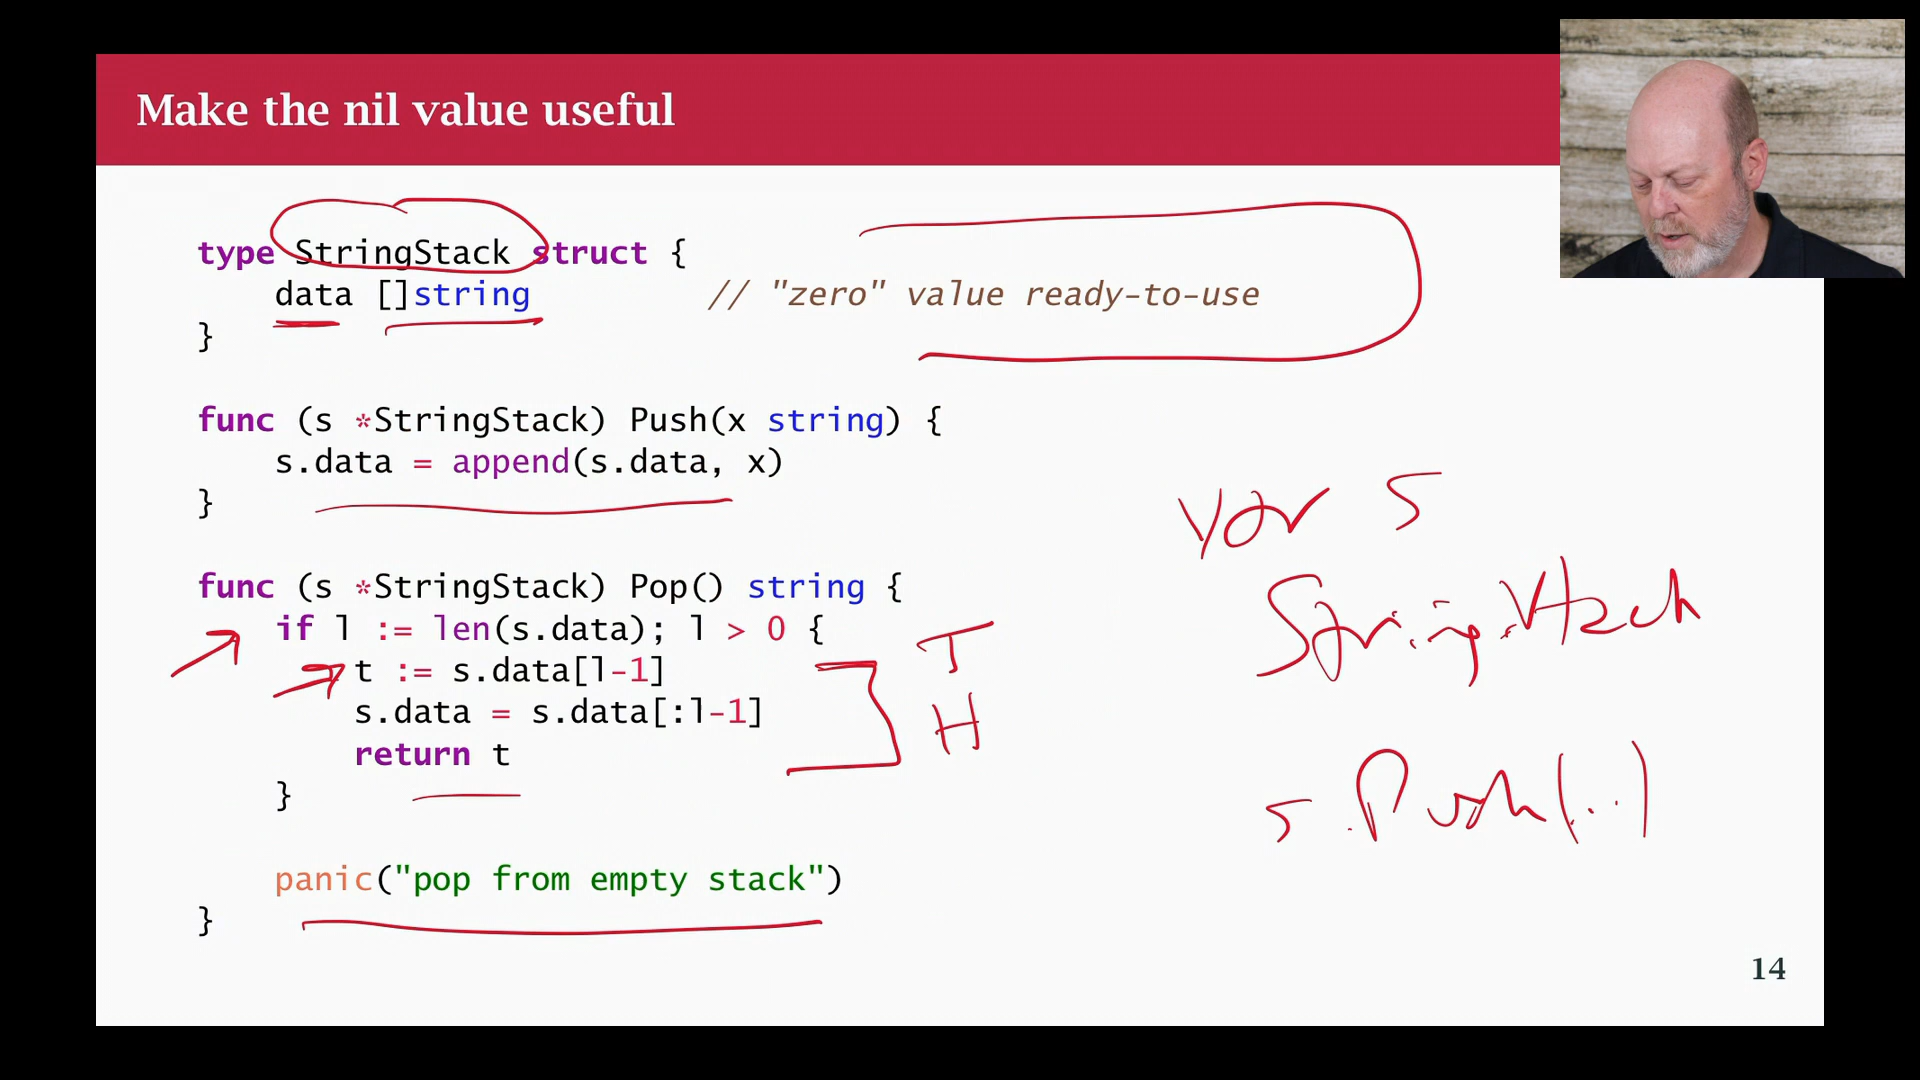 Make the nil value useful
type StringStack struct {
data []string // "zero" value ready-to-use
}
func (s *StringStack) Push(x string) {
s.data = append(s.data, x)
}
func (s *StringStack) Pop() string {
if l := len(s.data); l > 0 {
t := s.data[l-1]
s.data = s.data[:l-1]
return t
}
panic("pop from empty stack")
}
T
H
var s
StringStack
s.Push(..)
14